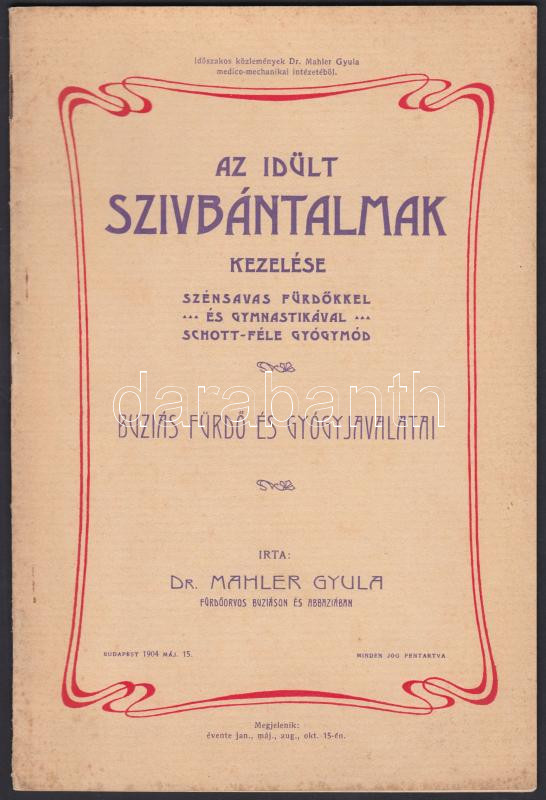 Időszakos közlemények Dr. Mahler Gyula
medico-mechanikai intézetéből.
AZ IDÜLT
SZIVBÁNTALMAK
KEZELÉSE
SZÉNSAVAS FÜRDŐKKEL
... ÉS GYMNASTIKÁVAL ...
SCHOTT-FÉLE GYÓGYMÓD
darabanth
BUZIÁS FÜRDŐ ÉS GYÓGYJAVALATAI
IRTA:
DR. MAHLER GYULA
FÜRDŐORVOS BUZIÁSON ÉS ABBAZIÁBAN
BUDAPEST 1904 MÁJ. 15.
MINDEN JOG FENTARTVA
Megjelenik:
évente jan., máj., aug., okt. 15-én.